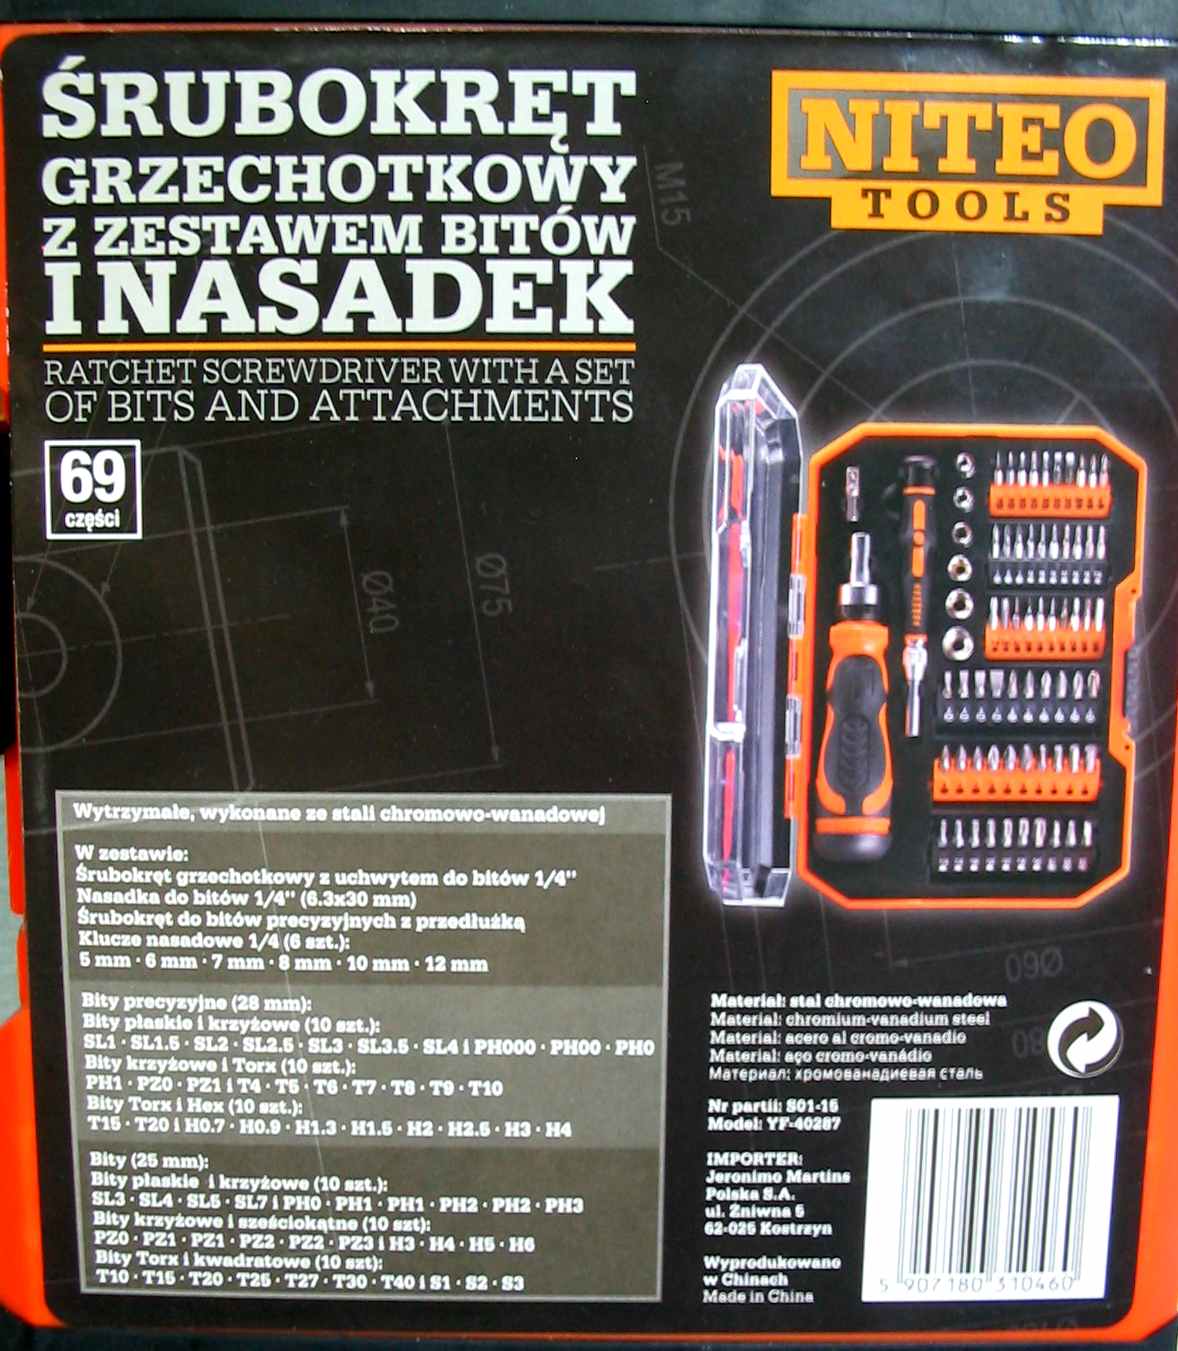 ŚRUBOKRĘT
GRZECHOTKOWY
Z ZESTAWEM BITÓW
I NASADEK
RATCHET SCREWDRIVER WITH A SET
OF BITS AND ATTACHMENTS
69
części
NITEO
TOOLS
M15
Ø40
Ø75
Wytrzymałe, wykonane ze stali chromowo-wanadowej
W zestawie:
Śrubokręt grzechotkowy z uchwytem do bitów 1/4"
Nasadka do bitów 1/4" (6.3x30 mm)
Śrubokręt do bitów precyzyjnych z przedłużką
Klucze nasadowe 1/4 (6 szt.):
5 mm · 6 mm · 7 mm · 8 mm · 10 mm · 12 mm
Bity precyzyjne (28 mm):
Bity płaskie i krzyżowe (10 szt.):
SL1 · SL1.5 · SL2 · SL2.5 · SL3 · SL3.5 · SL4 i PH000 · PH00 · PH0
Bity krzyżowe i Torx (10 szt.):
PH1 · PZ0 · PZ1 i T4 · T5 · T6 · T7 · T8 · T9 · T10
Bity Torx i Hex (10 szt.):
T15 · T20 i H0.7 · H0.9 · H1.3 · H1.5 · H2 · H2.5 · H3 · H4
Bity (25 mm):
Bity płaskie i krzyżowe (10 szt.):
SL3 · SL4 · SL5 · SL7 i PH0 · PH1 · PH1 · PH2 · PH2 · PH3
Bity krzyżowe i sześciokątne (10 szt):
PZ0 · PZ1 · PZ1 · PZ2 · PZ2 · PZ3 i H3 · H4 · H5 · H6
Bity Torx i kwadratowe (10 szt):
T10 · T15 · T20 · T25 · T27 · T30 · T40 i S1 · S2 · S3
Ø60
Materiał: stal chromowo-wanadowa
Material: chromium-vanadium steel
Material: acero al cromo-vanadio
Material: aço cromo-vanádio
Материал: хромованадиевая сталь
Nr partii: S01-15
Model: YF-40287
IMPORTER:
Jeronimo Martins
Polska S.A.
ul. Żniwna 5
62-025 Kostrzyn
Wyprodukowano
w Chinach
Made in China
5 907180 310460